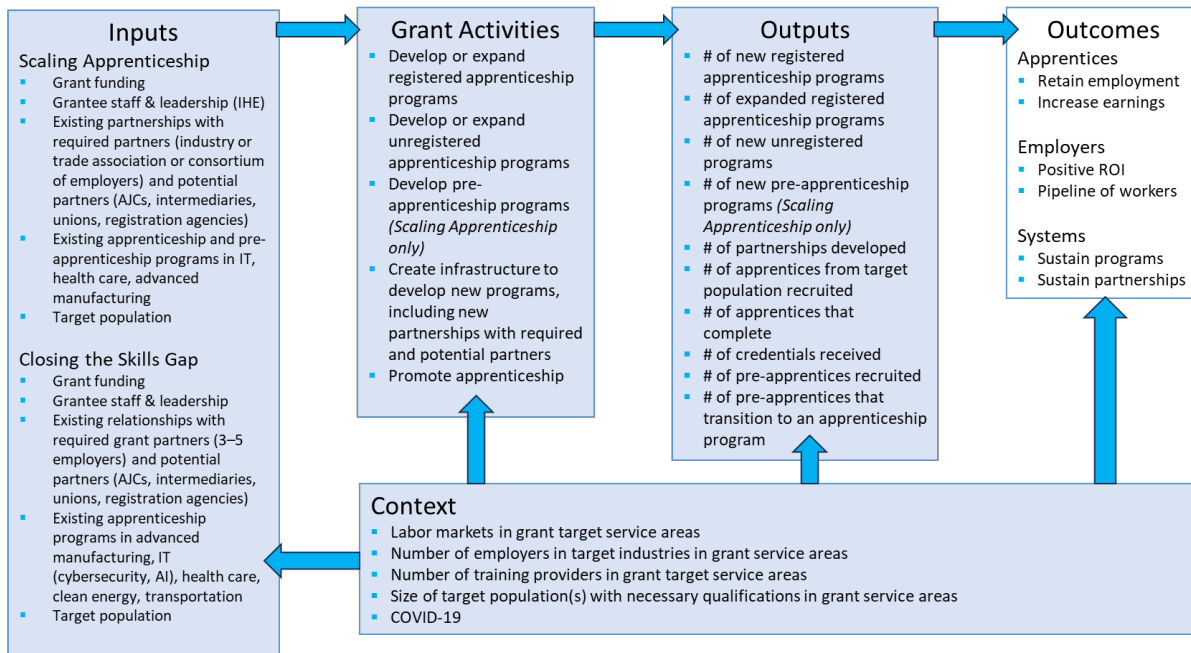 Inputs
Scaling Apprenticeship
▪ Grant funding
▪ Grantee staff & leadership (IHE)
▪ Existing partnerships with
required partners (industry or
trade association or consortium
of employers) and potential
partners (AJCs, intermediaries,
unions, registration agencies)
▪ Existing apprenticeship and pre-
apprenticeship programs in IT,
health care, advanced
manufacturing
▪ Target population
Closing the Skills Gap
▪ Grant funding
▪ Grantee staff & leadership
▪ Existing relationships with
required grant partners (3–5
employers) and potential
partners (AJCs, intermediaries,
unions, registration agencies)
▪ Existing apprenticeship
programs in advanced
manufacturing, IT
(cybersecurity, AI), health care,
clean energy, transportation
▪ Target population
Grant Activities
▪ Develop or expand
registered apprenticeship
programs
▪ Develop or expand
unregistered
apprenticeship programs
▪ Develop pre-
apprenticeship programs
(Scaling Apprenticeship
only)
▪ Create infrastructure to
develop new programs,
including new
partnerships with required
and potential partners
▪ Promote apprenticeship
Outputs
▪ # of new registered
apprenticeship programs
▪ # of expanded registered
apprenticeship programs
▪ # of new unregistered
programs
▪ # of new pre-apprenticeship
programs (Scaling
Apprenticeship only)
▪ # of partnerships developed
▪ # of apprentices from target
population recruited
▪ # of apprentices that
complete
▪ # of credentials received
▪ # of pre-apprentices recruited
▪ # of pre-apprentices that
transition to an apprenticeship
program
Outcomes
Apprentices
▪ Retain employment
▪ Increase earnings
Employers
▪ Positive ROI
▪ Pipeline of workers
Systems
▪ Sustain programs
▪ Sustain partnerships
Context
▪ Labor markets in grant target service areas
▪ Number of employers in target industries in grant service areas
▪ Number of training providers in grant target service areas
▪ Size of target population(s) with necessary qualifications in grant service areas
▪ COVID-19